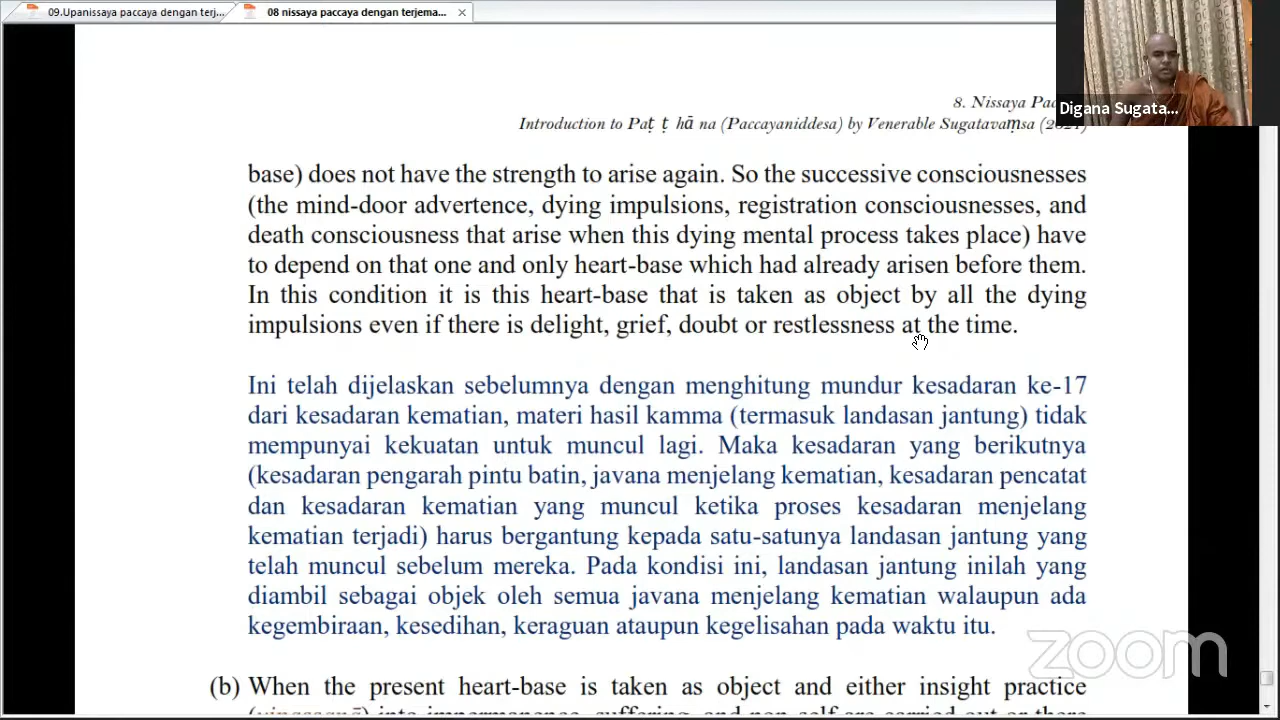 09.Upanissaya paccaya dengan terj...
08 nissaya paccaya dengan terjema...
8. Nissaya Pac
Digana Sugata...
Introduction to Paṭ ṭ hā na (Paccayaniddesa) by Venerable Sugatavaṃsa
base) does not have the strength to arise again. So the successive consciousnesses
(the mind-door advertence, dying impulsions, registration consciousnesses, and
death consciousness that arise when this dying mental process takes place) have
to depend on that one and only heart-base which had already arisen before them.
In this condition it is this heart-base that is taken as object by all the dying
impulsions even if there is delight, grief, doubt or restlessness at the time.
Ini telah dijelaskan sebelumnya dengan menghitung mundur kesadaran ke-17
dari kesadaran kematian, materi hasil kamma (termasuk landasan jantung) tidak
mempunyai kekuatan untuk muncul lagi. Maka kesadaran yang berikutnya
(kesadaran pengarah pintu batin, javana menjelang kematian, kesadaran pencatat
dan kesadaran kematian yang muncul ketika proses kesadaran menjelang
kematian terjadi) harus bergantung kepada satu-satunya landasan jantung yang
telah muncul sebelum mereka. Pada kondisi ini, landasan jantung inilah yang
diambil sebagai objek oleh semua javana menjelang kematian walaupun ada
kegembiraan, kesedihan, keraguan ataupun kegelisahan pada waktu itu.
zoom
(b) When the present heart-base is taken as object and either insight practice